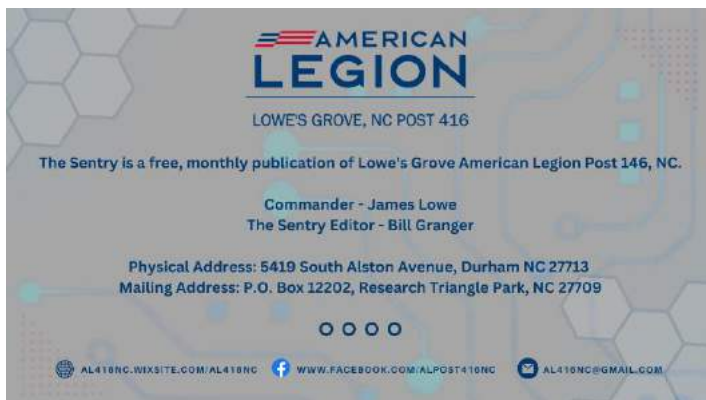 AMERICAN
LEGION
LOWE'S GROVE, NC POST 416
The Sentry is a free, monthly publication of Lowe's Grove American Legion Post 146, NC.
Commander - James Lowe
The Sentry Editor - Bill Granger
Physical Address: 5419 South Alston Avenue, Durham NC 27713
Mailing Address: P.O. Box 12202, Research Triangle Park, NC 27709
AL416NC.WIXSITE.COM/AL416NC WWW.FACEBOOK.COM/ALPOST416NC AL416NC@GMAIL.COM